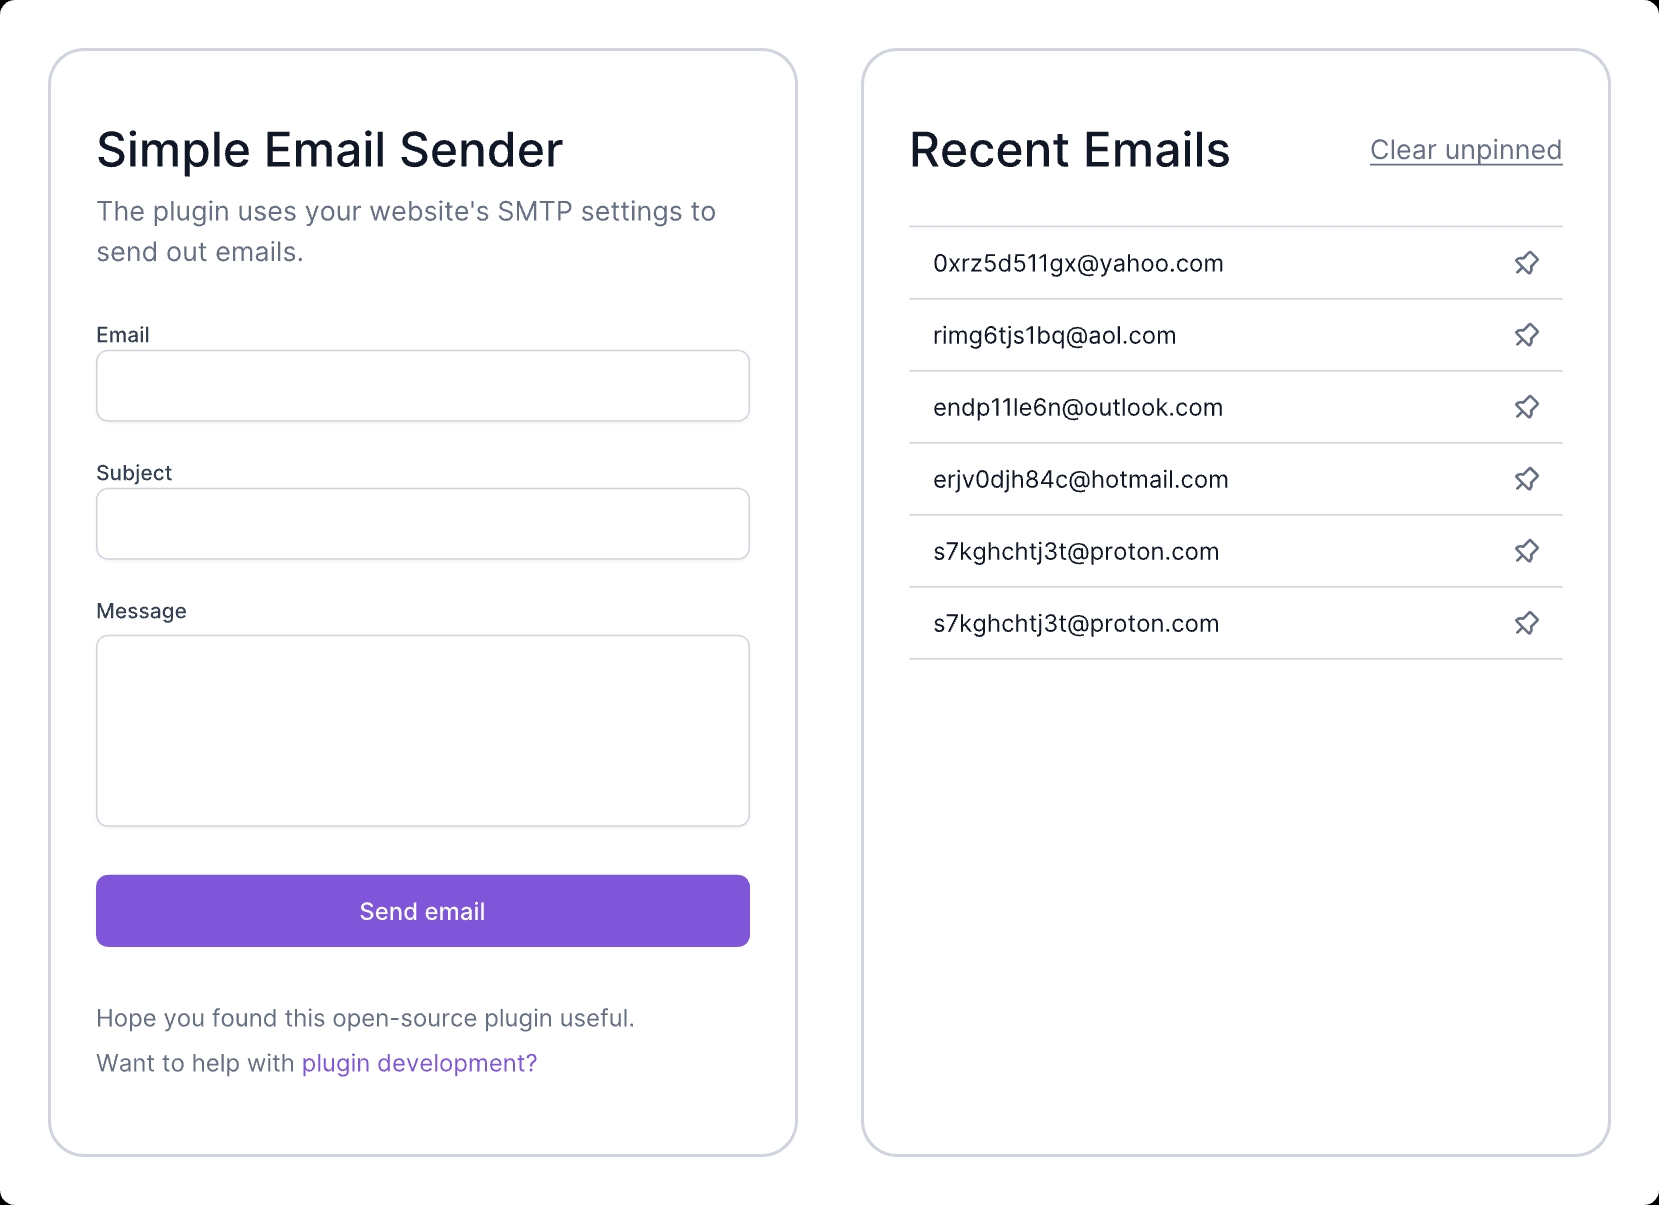 Simple Email Sender
The plugin uses your website's SMTP settings to
send out emails.
Email
Subject
Message
Send email
Hope you found this open-source plugin useful.
Want to help with plugin development?
Recent Emails
Clear unpinned
0xrz5d511gx@yahoo.com
rimg6tjs1bq@aol.com
endp11le6n@outlook.com
erjv0djh84c@hotmail.com
s7kghchtj3t@proton.com
s7kghchtj3t@proton.com